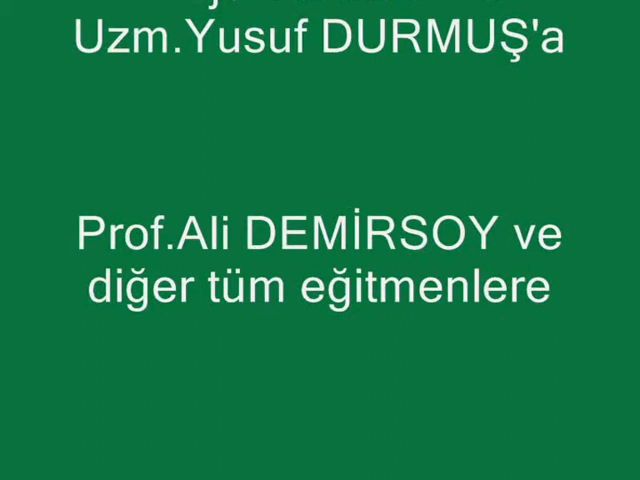 Uzm.Yusuf DURMUŞ'a
Prof.Ali DEMİRSOY ve
diğer tüm eğitmenlere